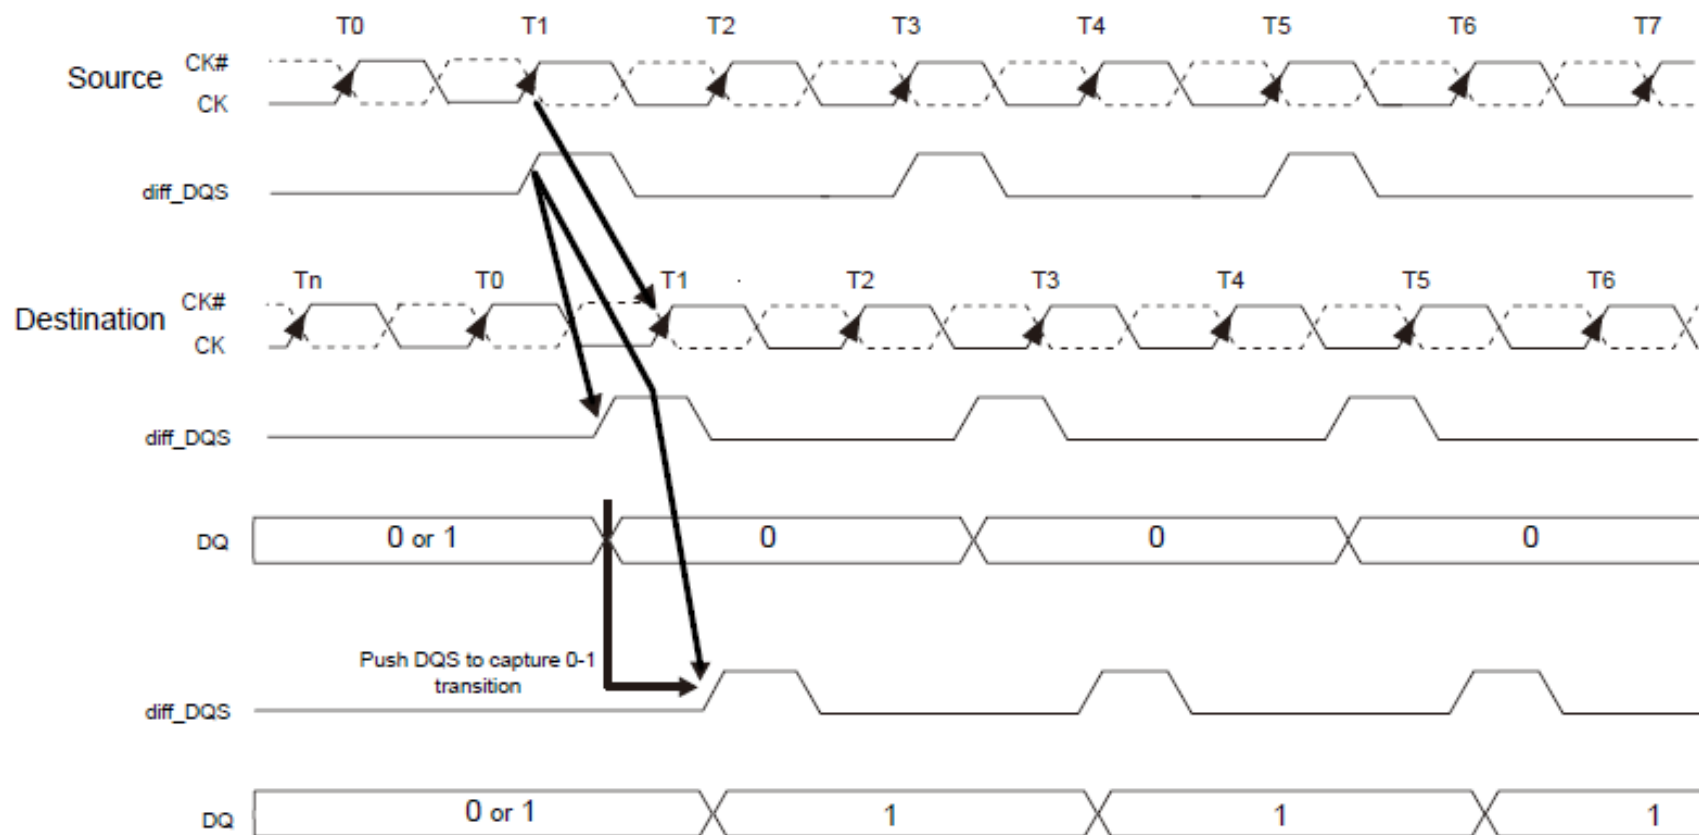 T0 T1 T2 T3 T4 T5 T6 T7
CK#
Source
CK
diff_DQS
Tn T0 T1 T2 T3 T4 T5 T6
CK#
Destination
CK
diff_DQS
DQ 0 or 1 0 0 0
Push DQS to capture 0-1
transition
diff_DQS
DQ 0 or 1 1 1 1